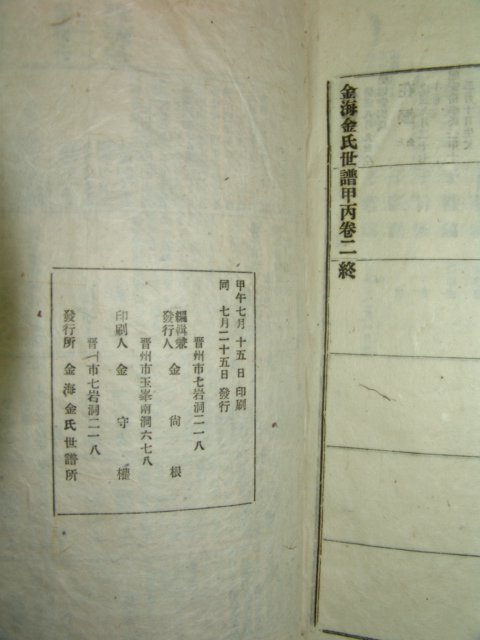 金海金氏世譜甲丙卷二終
甲午七月十五日 印刷
同 七月二十五日 發行
晋州市七岩洞二一八
編輯兼
發行人 金尙根
晋州市玉峯南洞六七八
印刷人 金守權
晋州市七岩洞二一八
發行所 金海金氏世譜所